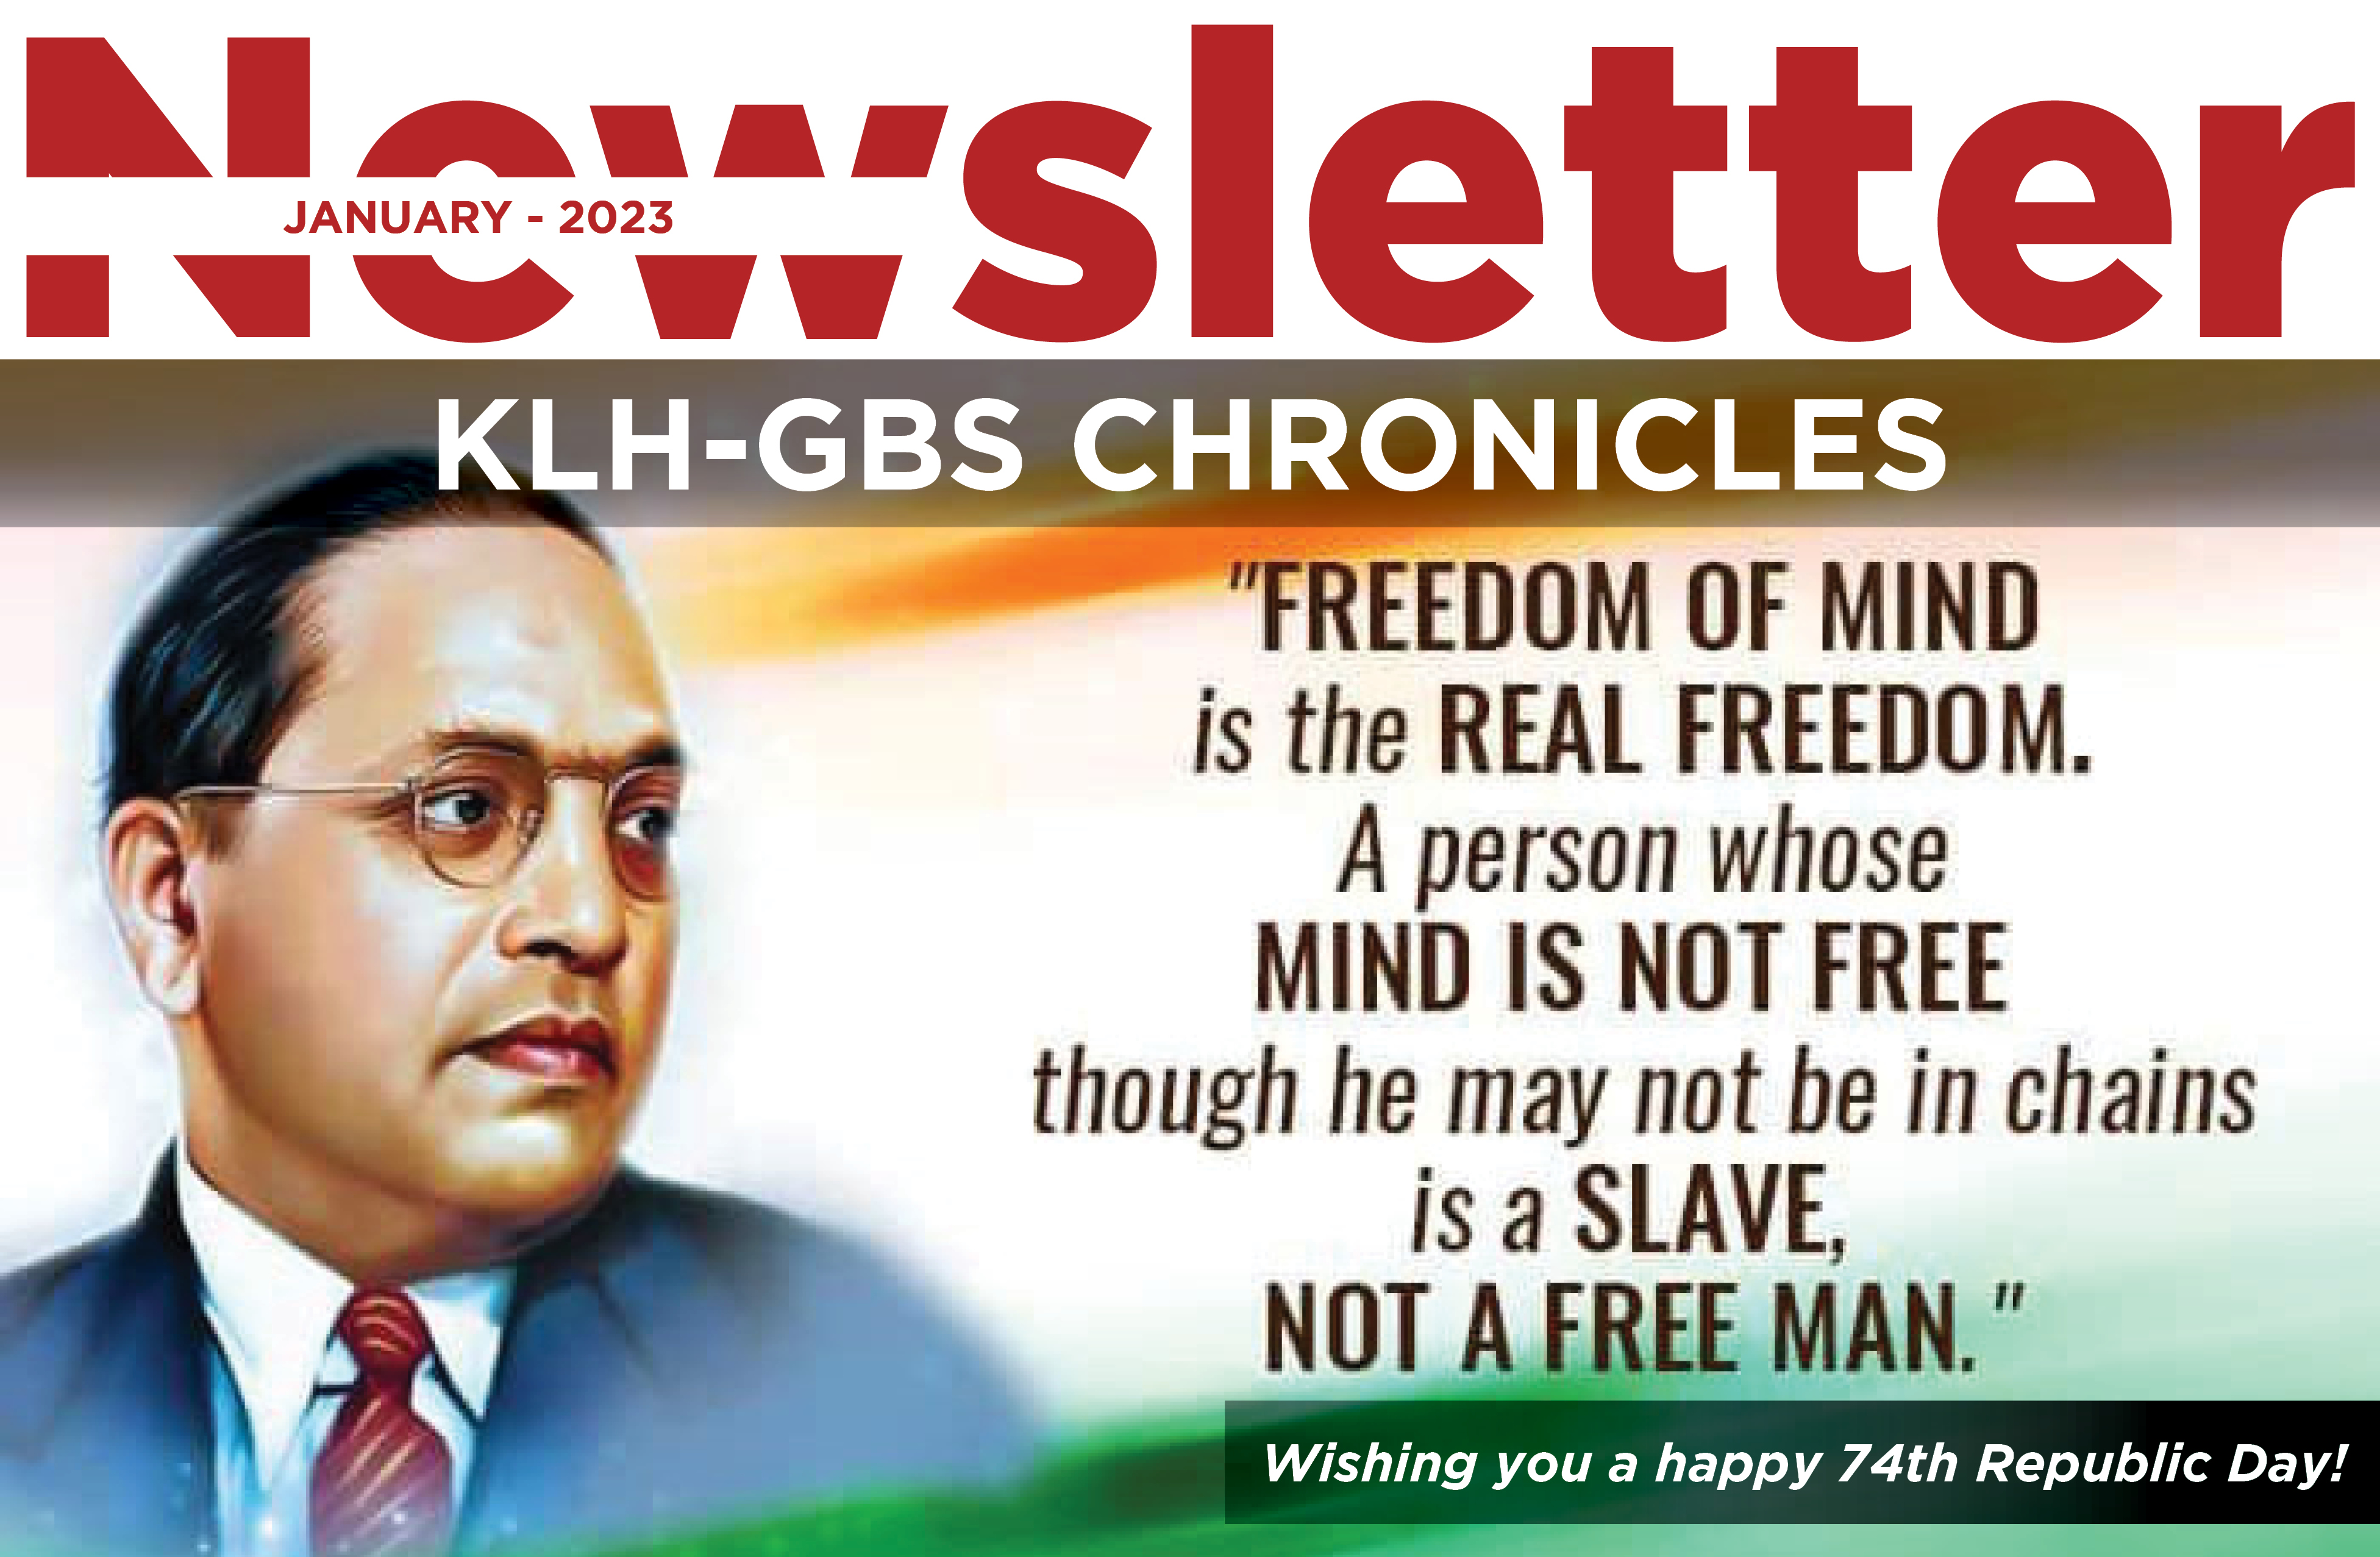 Newsletter
JANUARY - 2023
KLH-GBS CHRONICLES
"FREEDOM OF MIND
is the REAL FREEDOM.
A person whose
MIND IS NOT FREE
though he may not be in chains
is a SLAVE,
NOT A FREE MAN. "
Wishing you a happy 74th Republic Day!